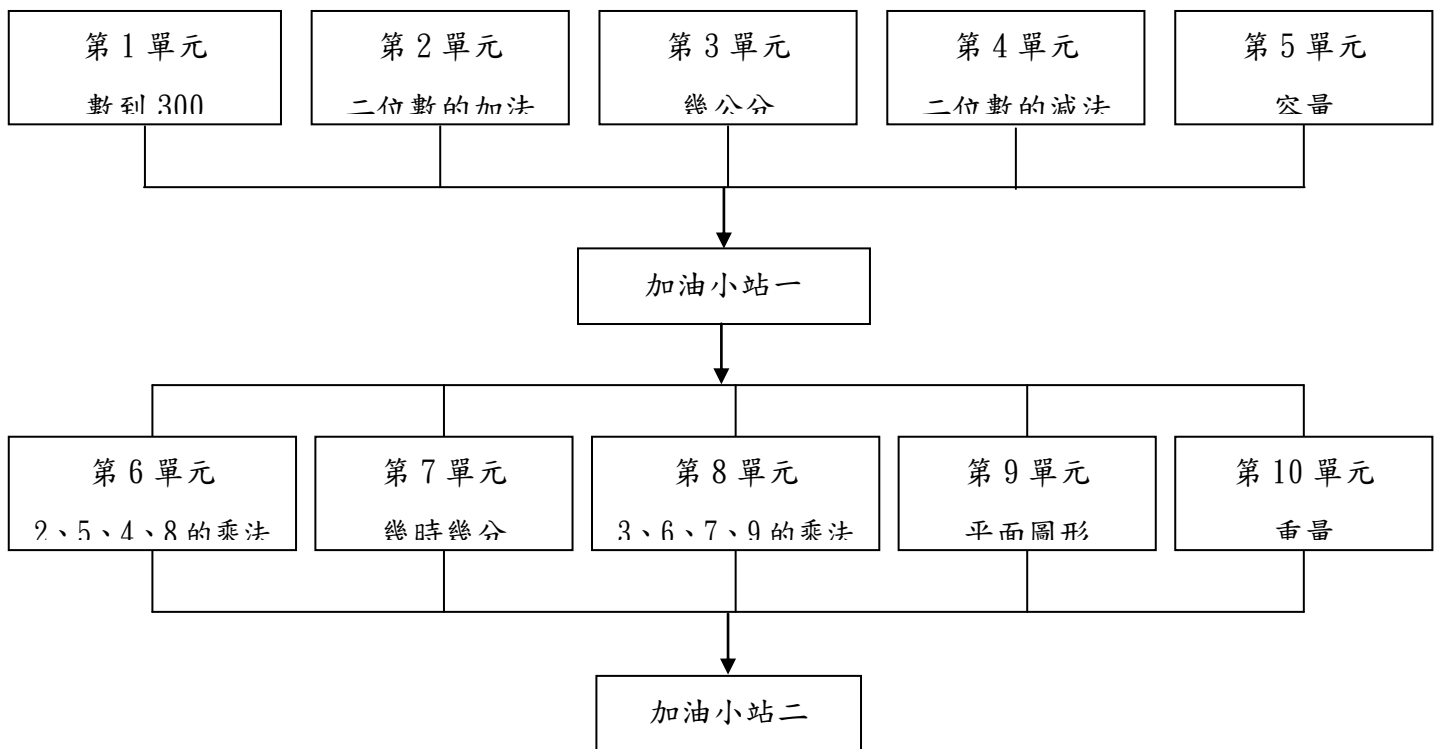 第 1 單元
數到 300
第 2 單元
二位數的加法
第 3 單元
幾公分
第 4 單元
二位數的減法
第 5 單元
容量
加油小站一
第 6 單元
2、5、4、8 的乘法
第 7 單元
幾時幾分
第 8 單元
3、6、7、9 的乘法
第 9 單元
平面圖形
第 10 單元
重量
加油小站二